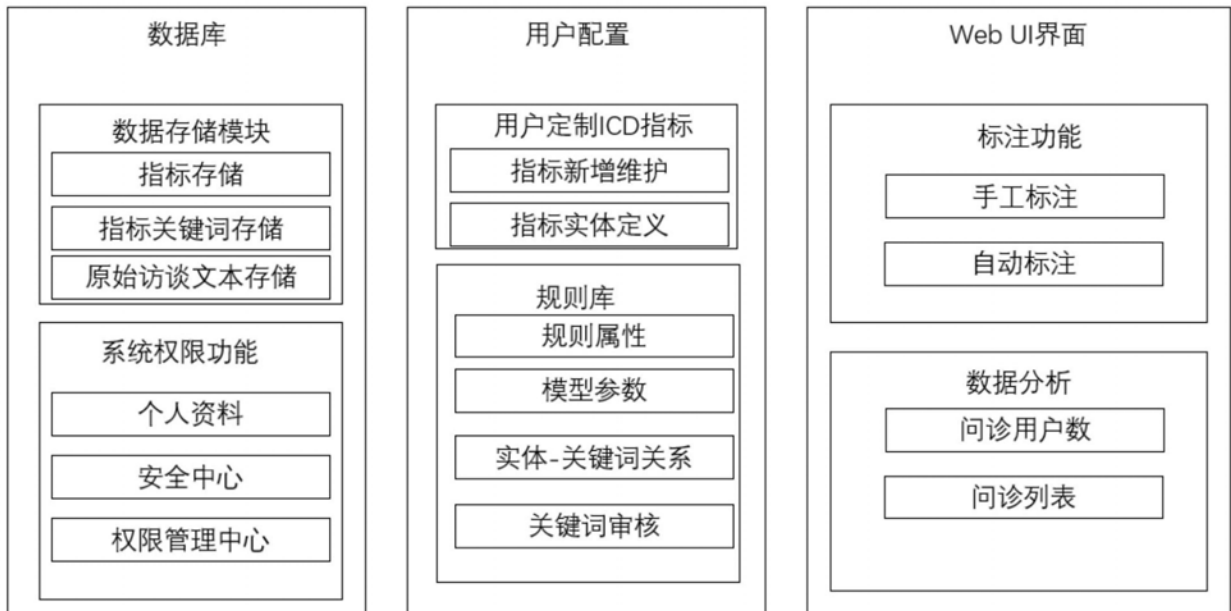 数据库
数据存储模块
指标存储
指标关键词存储
原始访谈文本存储
系统权限功能
个人资料
安全中心
权限管理中心
用户配置
用户定制ICD指标
指标新增维护
指标实体定义
规则库
规则属性
模型参数
实体-关键词关系
关键词审核
Web UI界面
标注功能
手工标注
自动标注
数据分析
问诊用户数
问诊列表